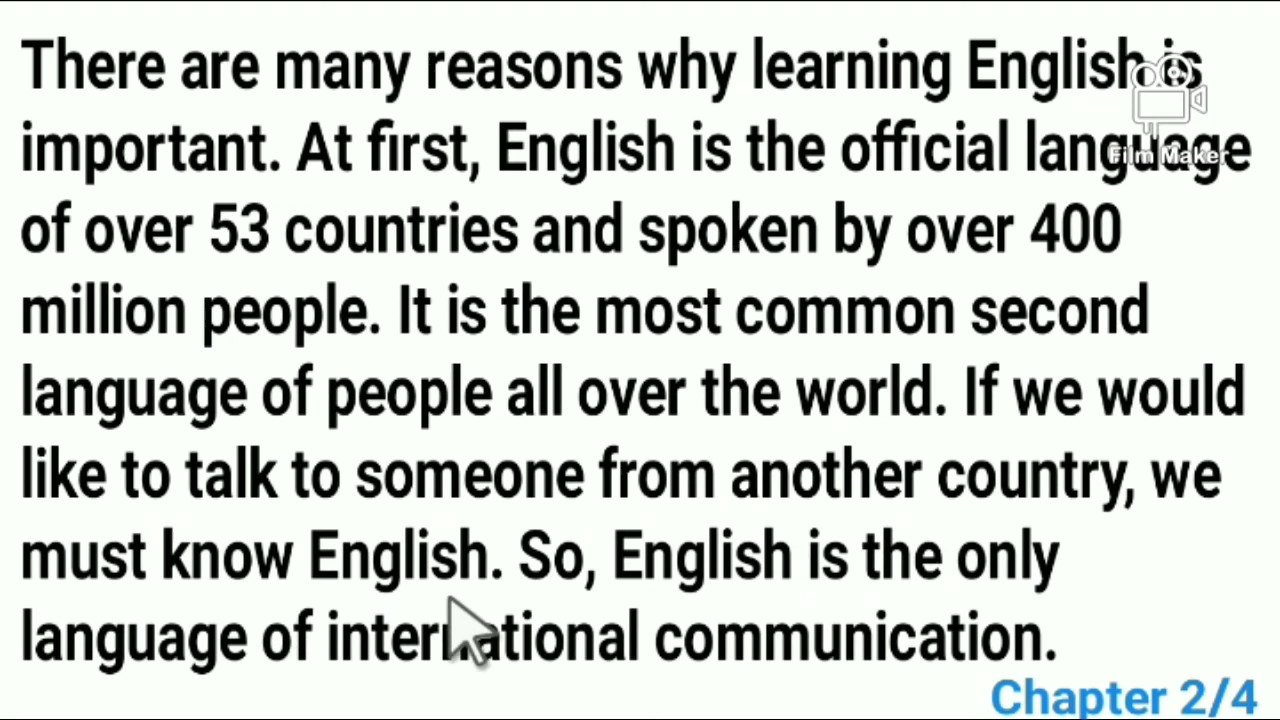 There are many reasons why learning English is
important. At first, English is the official language
of over 53 countries and spoken by over 400
million people. It is the most common second
language of people all over the world. If we would
like to talk to someone from another country, we
must know English. So, English is the only
language of international communication.
Film Maker
Chapter 2/4